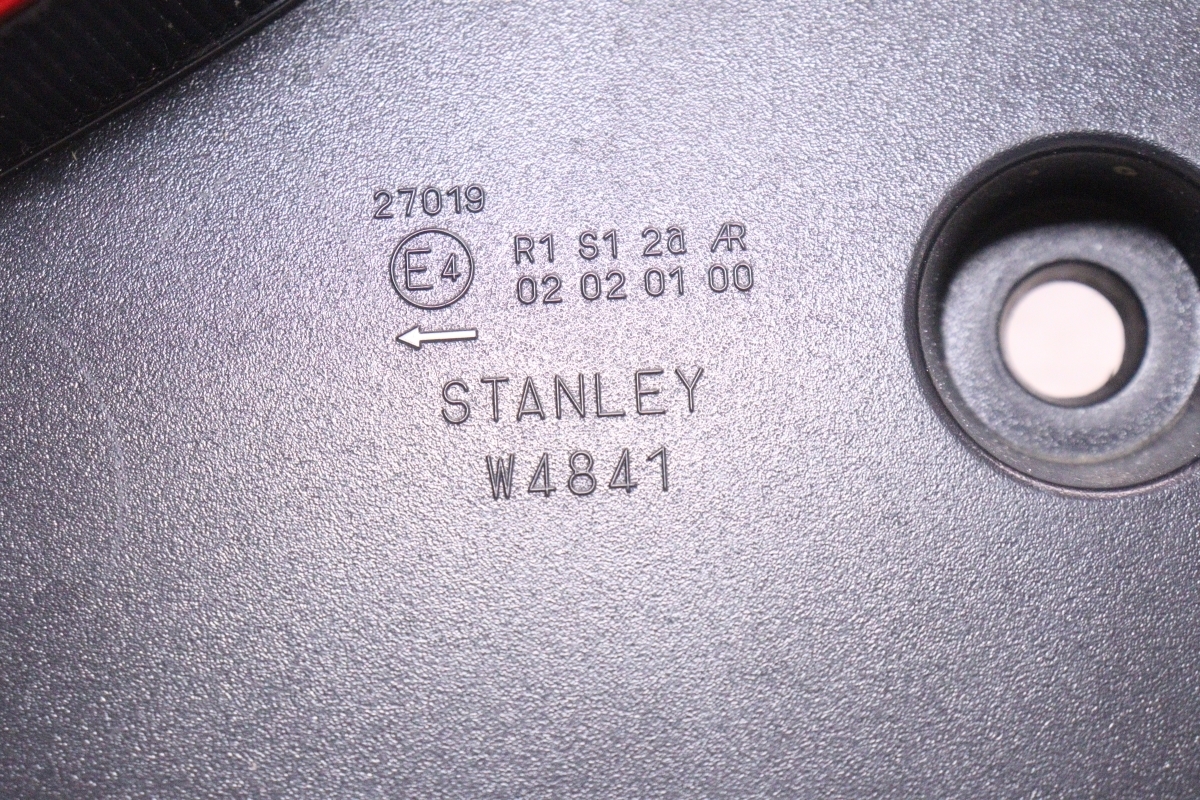 27019
E4 R1 S1 2a AR
02 02 01 00
←
STANLEY
W4841